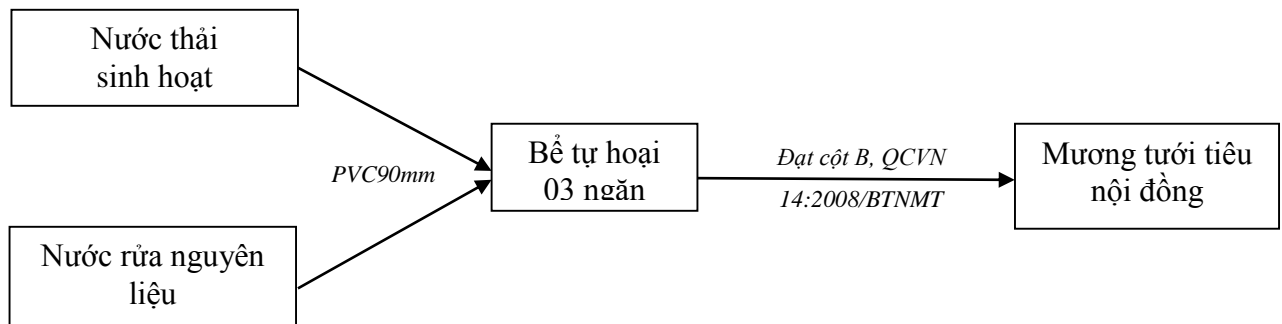 Nước thải
sinh hoạt
Nước rửa nguyên
liệu
PVC90mm
Bể tự hoại
03 ngăn
Đạt cột B, QCVN
14:2008/BTNMT
Mương tưới tiêu
nội đồng